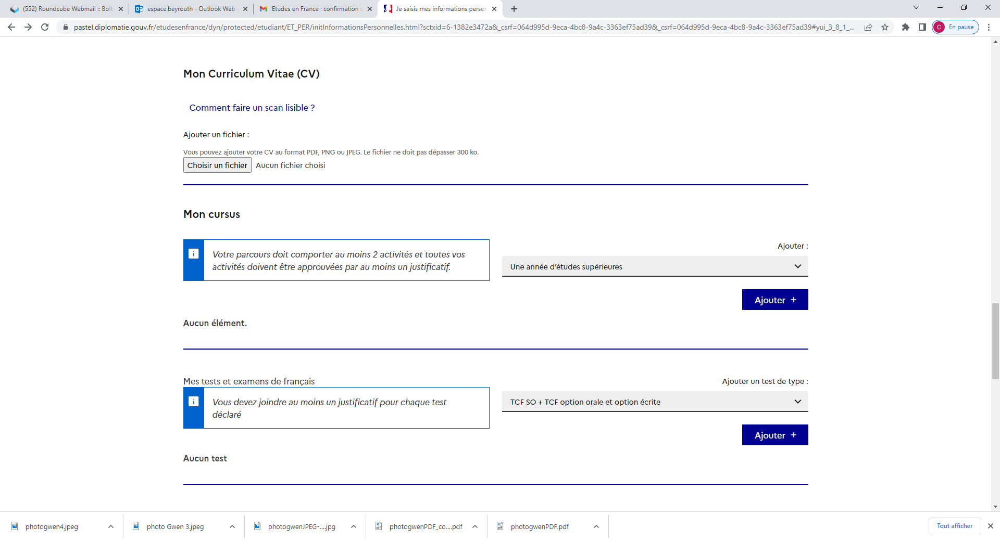 (552) Roundcube Webmail :: Boît
espace.beyrouth - Outlook Web
Etudes en France : confirmation
Je saisis mes informations person
pastel.diplomatie.gouv.fr/etudesenfrance/dyn/protected/etudiant/ET_PER/initInformationsPersonnelles.html?sctxid=6-1382e3472a&_csrf=064d995d-9eca-4bc8-9a4c-3363ef75ad39&_csrf=064d995d-9eca-4bc8-9a4c-3363ef75ad39#yui_3_8_1_...
C En pause
Mon Curriculum Vitae (CV)
Comment faire un scan lisible ?
Ajouter un fichier :
Vous pouvez ajouter votre CV au format PDF, PNG ou JPEG. Le fichier ne doit pas dépasser 300 ko.
Choisir un fichier Aucun fichier choisi
Mon cursus
Votre parcours doit comporter au moins 2 activités et toutes vos
activités doivent être approuvées par au moins un justificatif.
Ajouter :
Une année d'études supérieures
Ajouter +
Aucun élément.
Mes tests et examens de français
Vous devez joindre au moins un justificatif pour chaque test
déclaré
Ajouter un test de type :
TCF SO + TCF option orale et option écrite
Ajouter +
Aucun test
photogwen4.jpeg
photo Gwen 3.jpeg
photogwenJPEG-....jpg
photogwenPDF_co....pdf
photogwenPDF.pdf
Tout afficher